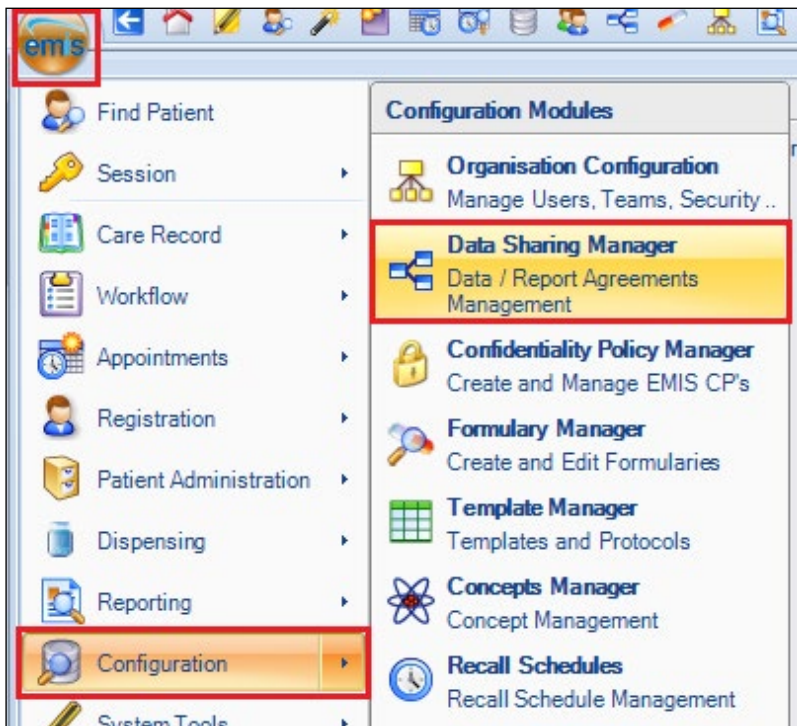 emis
Find Patient
Session
Care Record
Workflow
Appointments
Registration
Patient Administration
Dispensing
Reporting
Configuration
System Tools
Configuration Modules
Organisation Configuration
Manage Users, Teams, Security ..
Data Sharing Manager
Data / Report Agreements
Management
Confidentiality Policy Manager
Create and Manage EMIS CP's
Formulary Manager
Create and Edit Formularies
Template Manager
Templates and Protocols
Concepts Manager
Concept Management
Recall Schedules
Recall Schedule Management